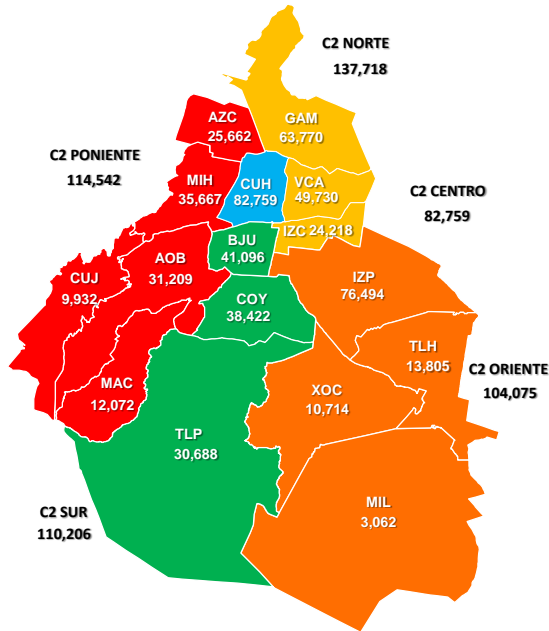 C2 NORTE
137,718
AZC
25,662
GAM
63,770
C2 PONIENTE
114,542
MIH
35,667
CUH
82,759
VCA
49,730
C2 CENTRO
82,759
IZC 24,218
BJU
41,096
AOB
31,209
CUJ
9,932
IZP
76,494
COY
38,422
TLH
13,805
C2 ORIENTE
104,075
MAC
12,072
XOC
10,714
TLP
30,688
MIL
3,062
C2 SUR
110,206